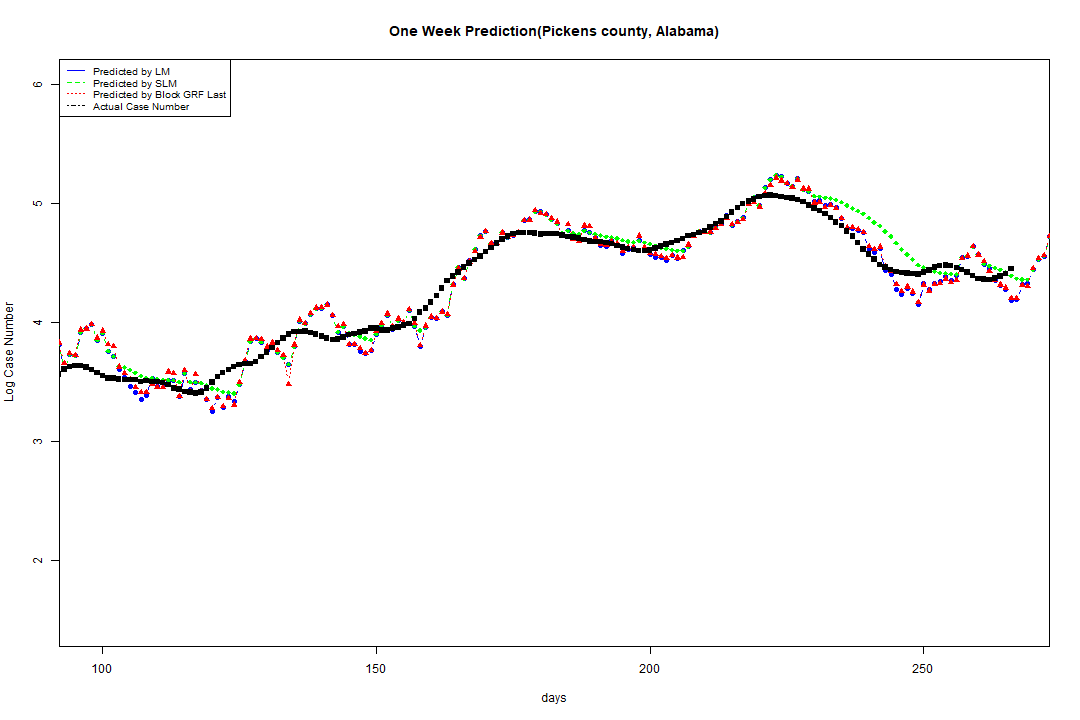 One Week Prediction(Pickens county, Alabama)
Predicted by LM
Predicted by SLM
Predicted by Block GRF Last
Actual Case Number
6
5
4
3
2
Log Case Number
100
150
200
250
days